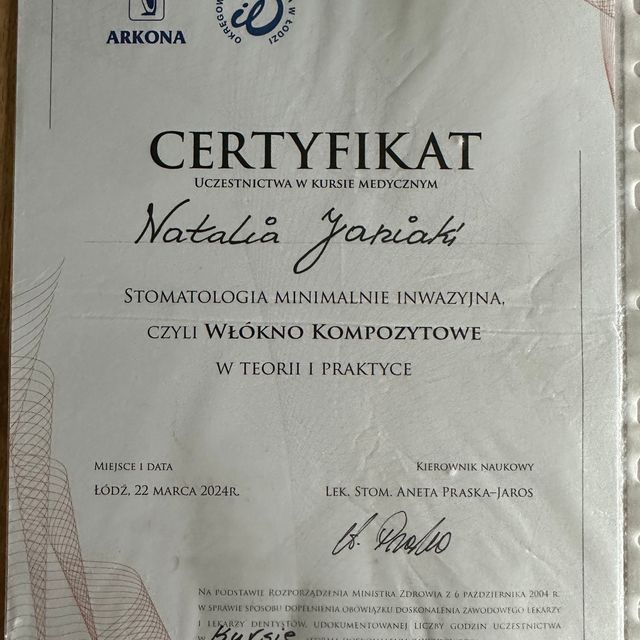 ARKONA
CERTYFIKAT
UCZESTNICTWA W KURSIE MEDYCZNYM
Natalia
STOMATOLOGIA MINIMALNIE INWAZYJNA,
CZYLI WŁÓKNO KOMPOZYTOWE
W TEORII I PRAKTYCE
MIEJSCE I DATA
KIEROWNIK NAUKOWY
ŁÓDŹ, 22 MARCA 2024R.
LEK. STOM. ANETA PRASKA–JAROS
NA PODSTAWIE ROZPORZĄDZENIA MINISTRA ZDROWIA Z 6 PAŹDZIERNIKA 2004 R.
W SPRAWIE SPOSOBU DOPEŁNIENIA OBOWIĄZKU DOSKONALENIA ZAWODOWEGO LEKARZY
I LEKARZY DENTYSTÓW, UDOKUMENTOWANEJ LICZBY GODZIN UCZESTNICTWA
W
Kursie